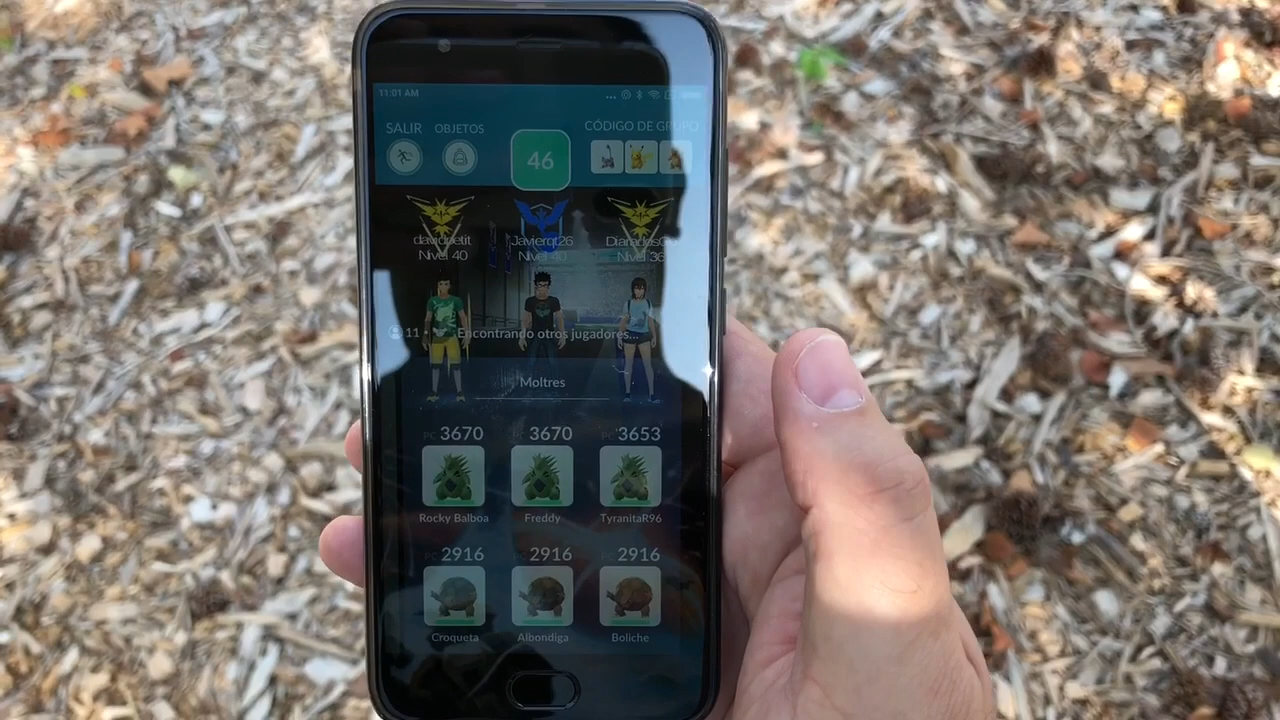 11:01 AM
SALIR OBJETOS CÓDIGO DE GRUPO
46
davidpetit Javierqt26
Nivel 40 Nivel 40 Nivel 36
11 • Encontrando otros jugadores...
Moltres
PC 3670 PC 3670 PC 3653
Rocky Balboa Freddy TyranitaR96
PC 2916 PC 2916 PC 2916
Croqueta Albondiga Boliche